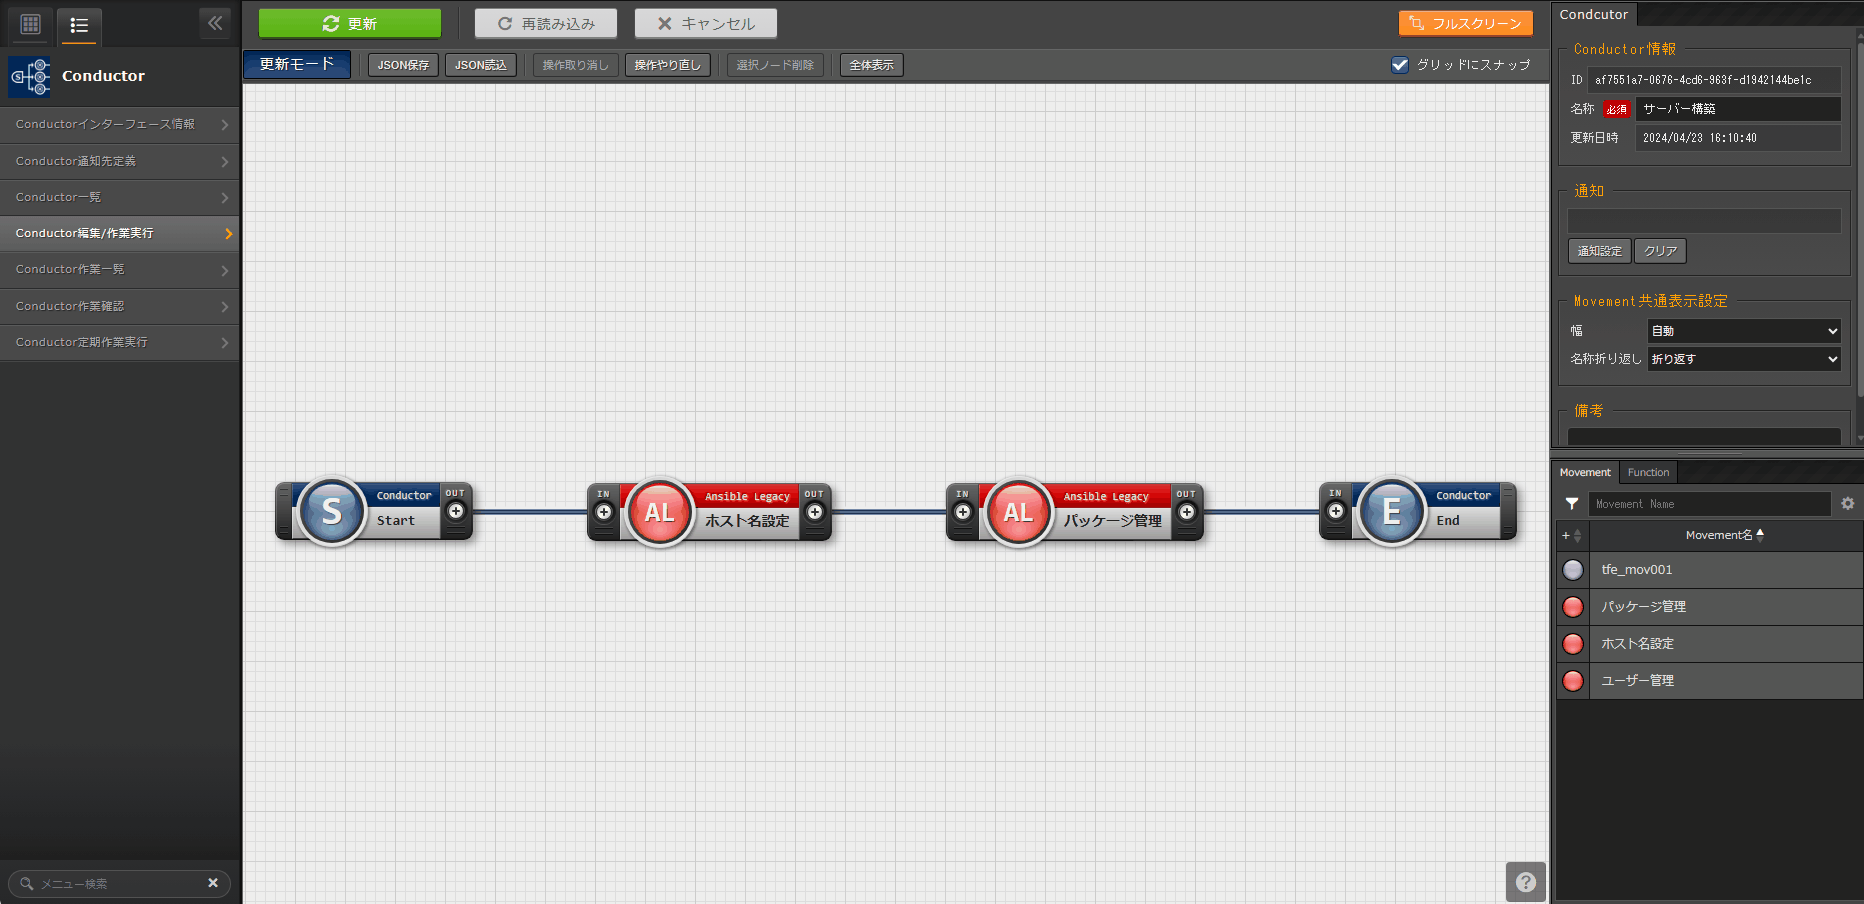 Conductor
Conductorインターフェース情報
Conductor通知先定義
Conductor一覧
Conductor編集/作業実行
Conductor作業一覧
Conductor作業確認
Conductor定期作業実行
メニュー検索
更新
再読み込み
キャンセル
フルスクリーン
更新モード
JSON保存
JSON読込
操作取り消し
操作やり直し
選択ノード削除
全体表示
グリッドにスナップ
S
Conductor
Start
OUT
IN
AL
Ansible Legacy
ホスト名設定
OUT
IN
AL
Ansible Legacy
パッケージ管理
OUT
IN
E
Conductor
End
?
Condcutor
Conductor情報
ID af7551a7-0676-4cd6-963f-d1942144be1c
名称 必須 サーバー構築
更新日時 2024/04/23 16:10:40
通知
通知設定 クリア
Movement共通表示設定
幅 自動
名称折り返し 折り返す
備考
Movement Function
Movement Name
+ Movement名
tfe_mov001
パッケージ管理
ホスト名設定
ユーザー管理